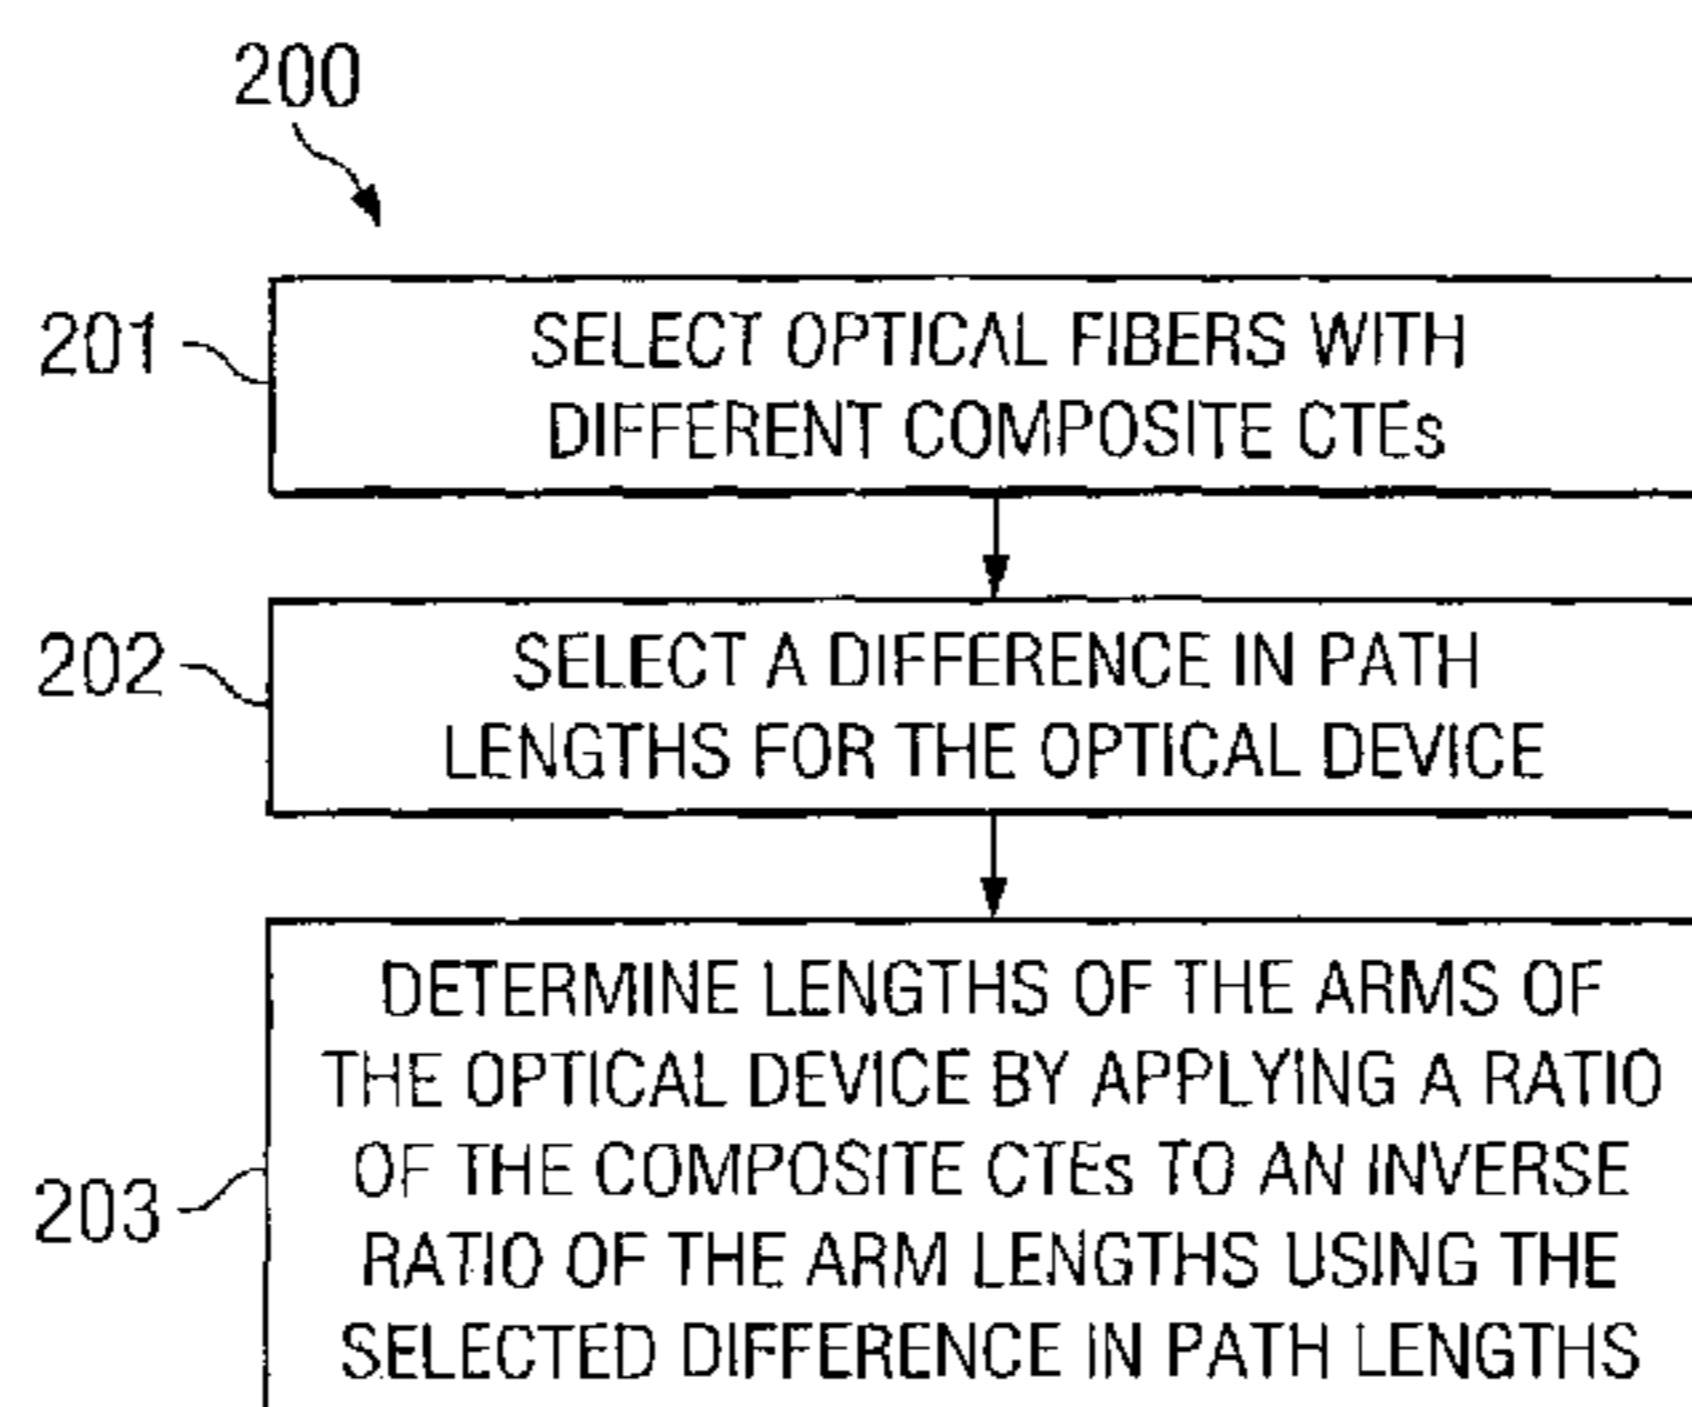 200
201
SELECT OPTICAL FIBERS WITH
DIFFERENT COMPOSITE CTEs
202
SELECT A DIFFERENCE IN PATH
LENGTHS FOR THE OPTICAL DEVICE
203
DETERMINE LENGTHS OF THE ARMS OF
THE OPTICAL DEVICE BY APPLYING A RATIO
OF THE COMPOSITE CTEs TO AN INVERSE
RATIO OF THE ARM LENGTHS USING THE
SELECTED DIFFERENCE IN PATH LENGTHS